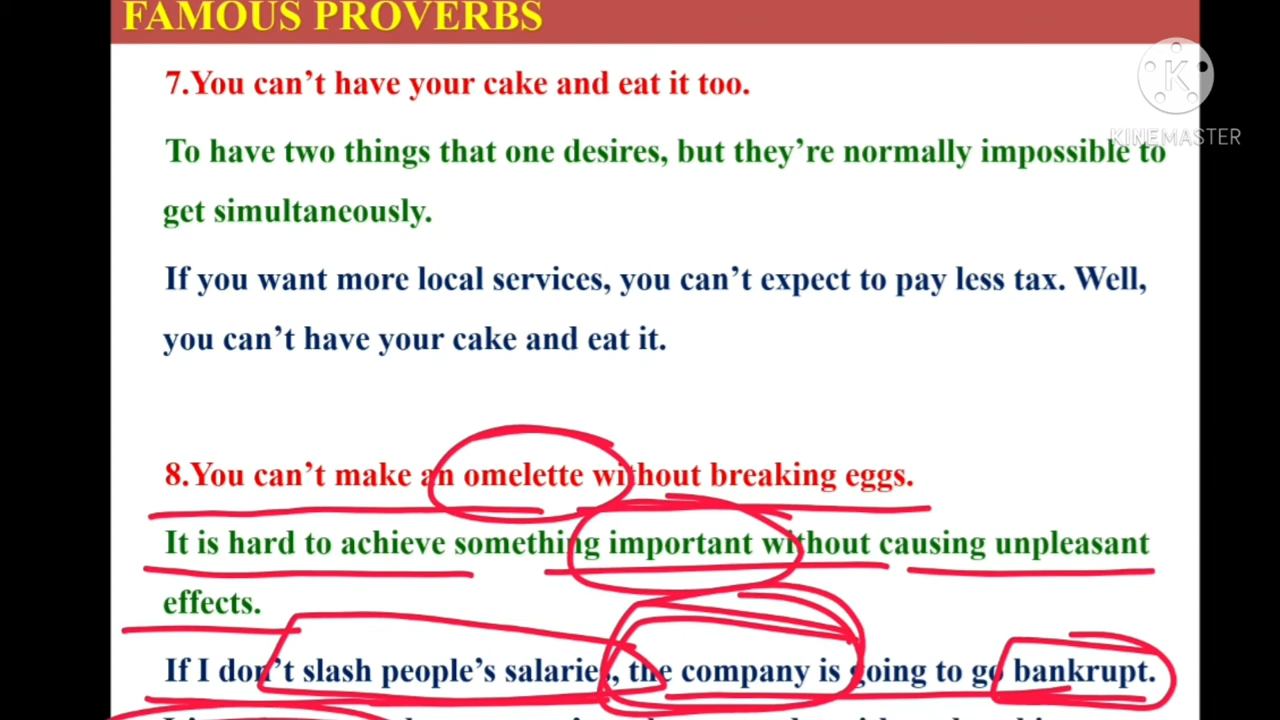 FAMOUS PROVERBS
K
KINEMASTER
7.You can't have your cake and eat it too.
To have two things that one desires, but they're normally impossible to
get simultaneously.
If you want more local services, you can't expect to pay less tax. Well,
you can't have your cake and eat it.
8.You can't make an omelette without breaking eggs.
It is hard to achieve something important without causing unpleasant
effects.
If I don't slash people's salaries, the company is going to go bankrupt.